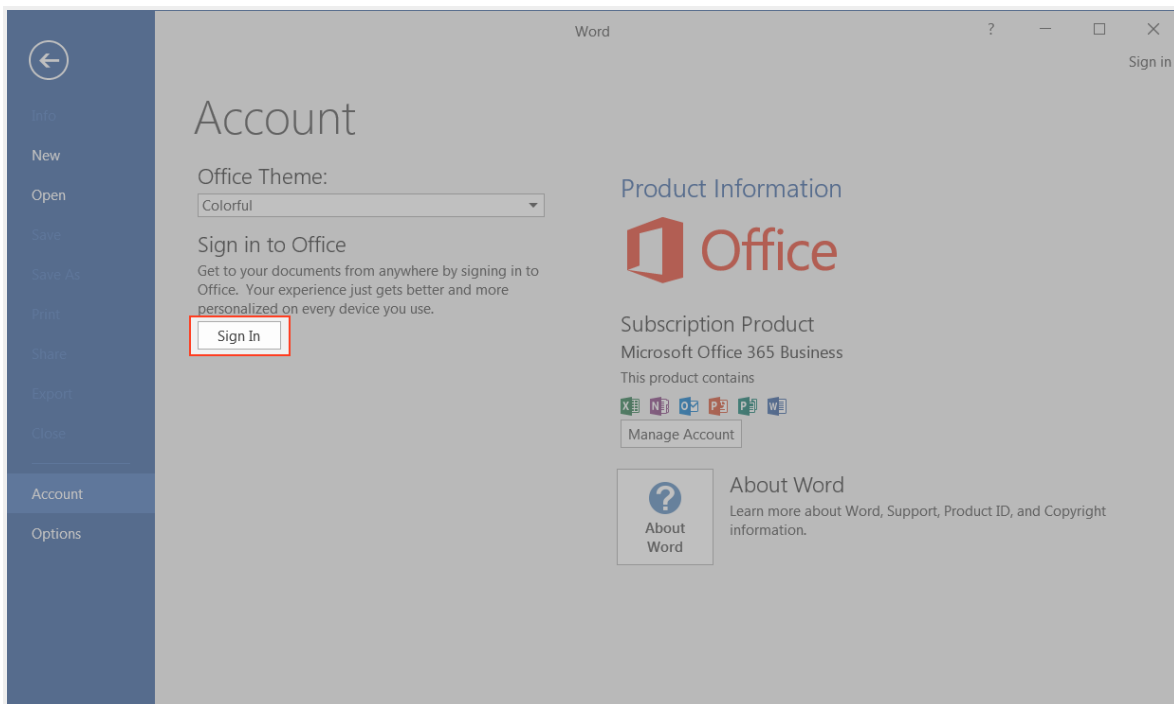 Word
?
Sign in
Info
New
Open
Save
Save As
Print
Share
Export
Close
Account
Options
Account
Office Theme:
Colorful
Sign in to Office
Get to your documents from anywhere by signing in to
Office. Your experience just gets better and more
personalized on every device you use.
Sign In
Product Information
Office
Subscription Product
Microsoft Office 365 Business
This product contains
X N O P P W
Manage Account
?
About
Word
About Word
Learn more about Word, Support, Product ID, and Copyright
information.